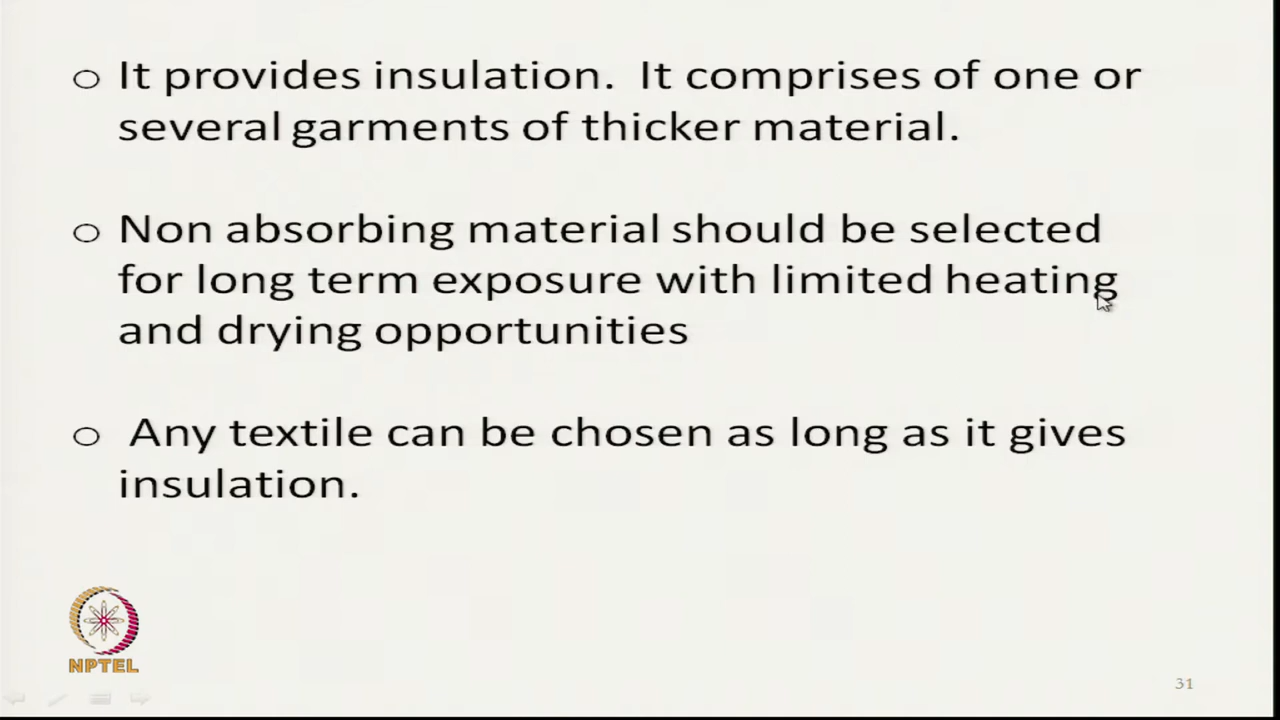 o It provides insulation. It comprises of one or
several garments of thicker material.
o Non absorbing material should be selected
for long term exposure with limited heating
and drying opportunities
o Any textile can be chosen as long as it gives
insulation.
NPTEL
31